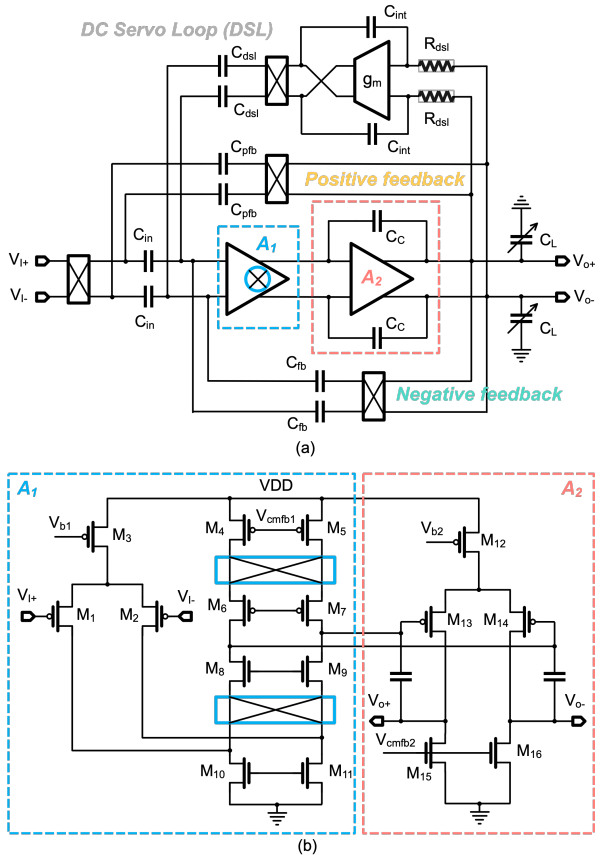 DC Servo Loop (DSL)
C_int
C_dsl
R_dsl
g_m
C_dsl
R_dsl
C_int
C_pfb
Positive feedback
C_pfb
C_in
A_1
C_C
C_L
V_I+
A_2
V_o+
V_I-
V_o-
C_in
C_C
C_L
C_fb
Negative feedback
C_fb
(a)
A_1
VDD
A_2
V_b1
M_3
M_4
V_cmfb1
M_5
V_b2
M_12
V_I+
V_I-
M_1
M_2
M_6
M_7
M_13
M_14
M_8
M_9
V_o+
V_o-
V_cmfb2
M_10
M_11
M_15
M_16
(b)